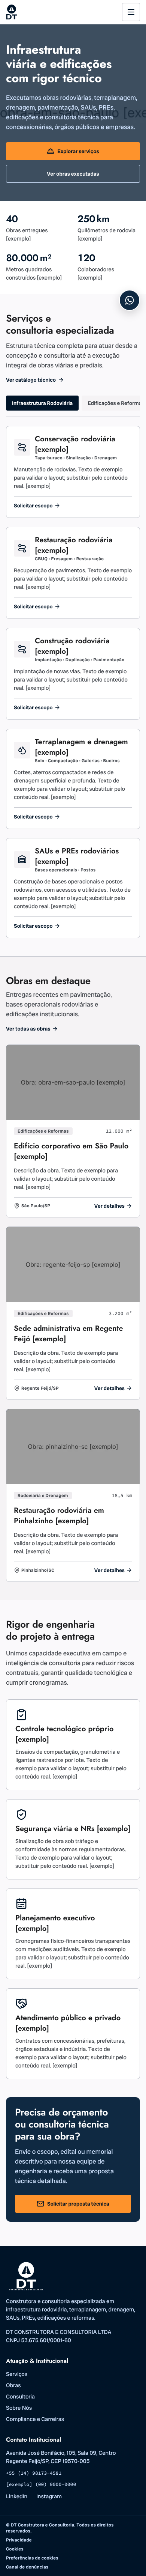 DT
Infraestrutura
viária e edificações
com rigor técnico
Executamos obras rodoviárias, terraplanagem,
drenagem, pavimentação, SAUs, PREs,
edificações e consultoria técnica para
concessionárias, órgãos públicos e empresas.
Explorar serviços
Ver obras executadas
40
Obras entregues
[exemplo]
250 km
Quilômetros de rodovia
[exemplo]
80.000 m²
Metros quadrados
construídos [exemplo]
120
Colaboradores
[exemplo]
Serviços e
consultoria especializada
Estrutura técnica completa para atuar desde a
concepção e consultoria até a execução
integral de obras viárias e prediais.
Ver catálogo técnico
Infraestrutura Rodoviária
Edificações e Reforma
Conservação rodoviária
[exemplo]
Tapa-buraco · Sinalização · Drenagem
Manutenção de rodovias. Texto de exemplo
para validar o layout; substituir pelo conteúdo
real. [exemplo]
Solicitar escopo
Restauração rodoviária
[exemplo]
CBUQ · Fresagem · Restauração
Recuperação de pavimentos. Texto de exemplo
para validar o layout; substituir pelo conteúdo
real. [exemplo]
Solicitar escopo
Construção rodoviária
[exemplo]
Implantação · Duplicação · Pavimentação
Implantação de novas vias. Texto de exemplo
para validar o layout; substituir pelo conteúdo
real. [exemplo]
Solicitar escopo
Terraplanagem e drenagem
[exemplo]
Solo · Compactação · Galerias · Bueiros
Cortes, aterros compactados e redes de
drenagem superficial e profunda. Texto de
exemplo para validar o layout; substituir pelo
conteúdo real. [exemplo]
Solicitar escopo
SAUs e PREs rodoviários
[exemplo]
Bases operacionais · Postos
Construção de bases operacionais e postos
rodoviários, com acessos e utilidades. Texto de
exemplo para validar o layout; substituir pelo
conteúdo real. [exemplo]
Solicitar escopo
Obras em destaque
Entregas recentes em pavimentação,
bases operacionais rodoviárias e
edificações institucionais.
Ver todas as obras
Obra: obra-em-sao-paulo [exemplo]
Edificações e Reformas
12.800 m²
Edifício corporativo em São Paulo
[exemplo]
Descrição da obra. Texto de exemplo para
validar o layout; substituir pelo conteúdo
real. [exemplo]
São Paulo/SP
Ver detalhes
Obra: regente-feijo-sp [exemplo]
Edificações e Reformas
3.200 m²
Sede administrativa em Regente
Feijó [exemplo]
Descrição da obra. Texto de exemplo para
validar o layout; substituir pelo conteúdo
real. [exemplo]
Regente Feijó/SP
Ver detalhes
Obra: pinhalzinho-sc [exemplo]
Rodoviária e Drenagem
18,5 km
Restauração rodoviária em
Pinhalzinho [exemplo]
Descrição da obra. Texto de exemplo para
validar o layout; substituir pelo conteúdo
real. [exemplo]
Pinhalzinho/SC
Ver detalhes
Rigor de engenharia
do projeto à entrega
Unimos capacidade executiva em campo e
inteligência de consultoria para reduzir riscos
contratuais, garantir qualidade tecnológica e
cumprir cronogramas.
Controle tecnológico próprio
[exemplo]
Ensaios de compactação, granulometria e
ligantes rastreados por lote. Texto de
exemplo para validar o layout; substituir pelo
conteúdo real. [exemplo]
Segurança viária e NRs [exemplo]
Sinalização de obra sob tráfego e
conformidade às normas regulamentadoras.
Texto de exemplo para validar o layout;
substituir pelo conteúdo real. [exemplo]
Planejamento executivo
[exemplo]
Cronogramas físico-financeiros transparentes
com medições auditáveis. Texto de exemplo
para validar o layout; substituir pelo conteúdo
real. [exemplo]
Atendimento público e privado
[exemplo]
Contratos com concessionárias, prefeituras,
órgãos estaduais e indústria. Texto de
exemplo para validar o layout; substituir pelo
conteúdo real. [exemplo]
Precisa de orçamento
ou consultoria técnica
para sua obra?
Envie o escopo, edital ou memorial
descritivo para nossa equipe de
engenharia e receba uma proposta
técnica detalhada.
Solicitar proposta técnica
DT
Construtora e consultoria especializada em
infraestrutura rodoviária, terraplanagem, drenagem,
SAUs, PREs, edificações e reformas.
DT CONSTRUTORA E CONSULTORIA LTDA
CNPJ 53.675.601/0001-60
Atuação & Institucional
Serviços
Obras
Consultoria
Sobre Nós
Compliance e Carreiras
Contato Institucional
Avenida José Bonifácio, 105, Sala 09, Centro
Regente Feijó/SP, CEP 19570-005
+55 (14) 98173-4581
[exemplo] (00) 0000-0000
LinkedIn Instagram
© DT Construtora e Consultoria. Todos os direitos
reservados.
Privacidade
Cookies
Preferências de cookies
Canal de denúncias